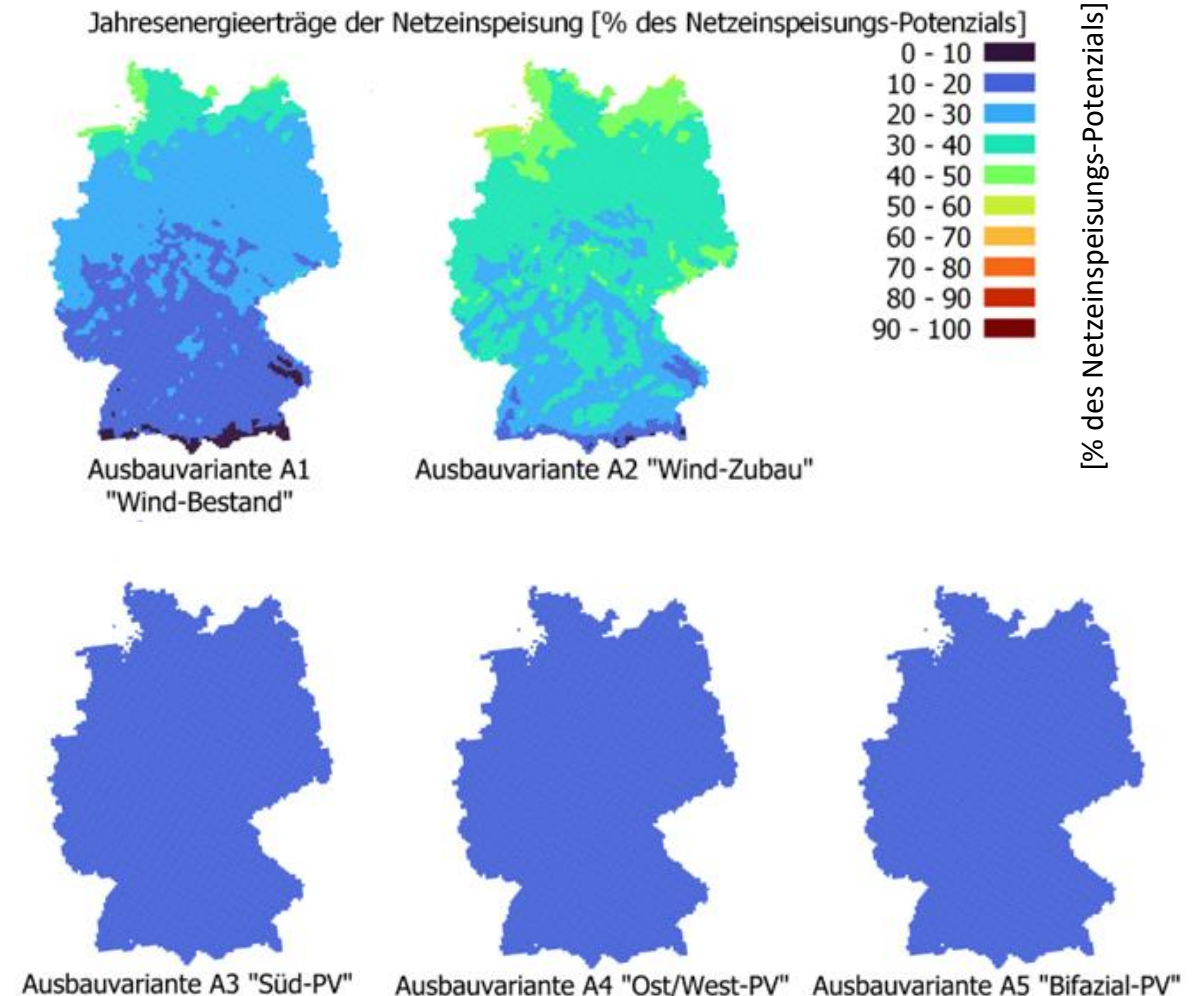 Jahresenergieerträge der Netzeinspeisung [% des Netzeinspeisungs-Potenzials]
0 - 10
10 - 20
20 - 30
30 - 40
40 - 50
50 - 60
60 - 70
70 - 80
80 - 90
90 - 100
[% des Netzeinspeisungs-Potenzials]
Ausbauvariante A1
"Wind-Bestand"
Ausbauvariante A2 "Wind-Zubau"
Ausbauvariante A3 "Süd-PV"
Ausbauvariante A4 "Ost/West-PV"
Ausbauvariante A5 "Bifazial-PV"